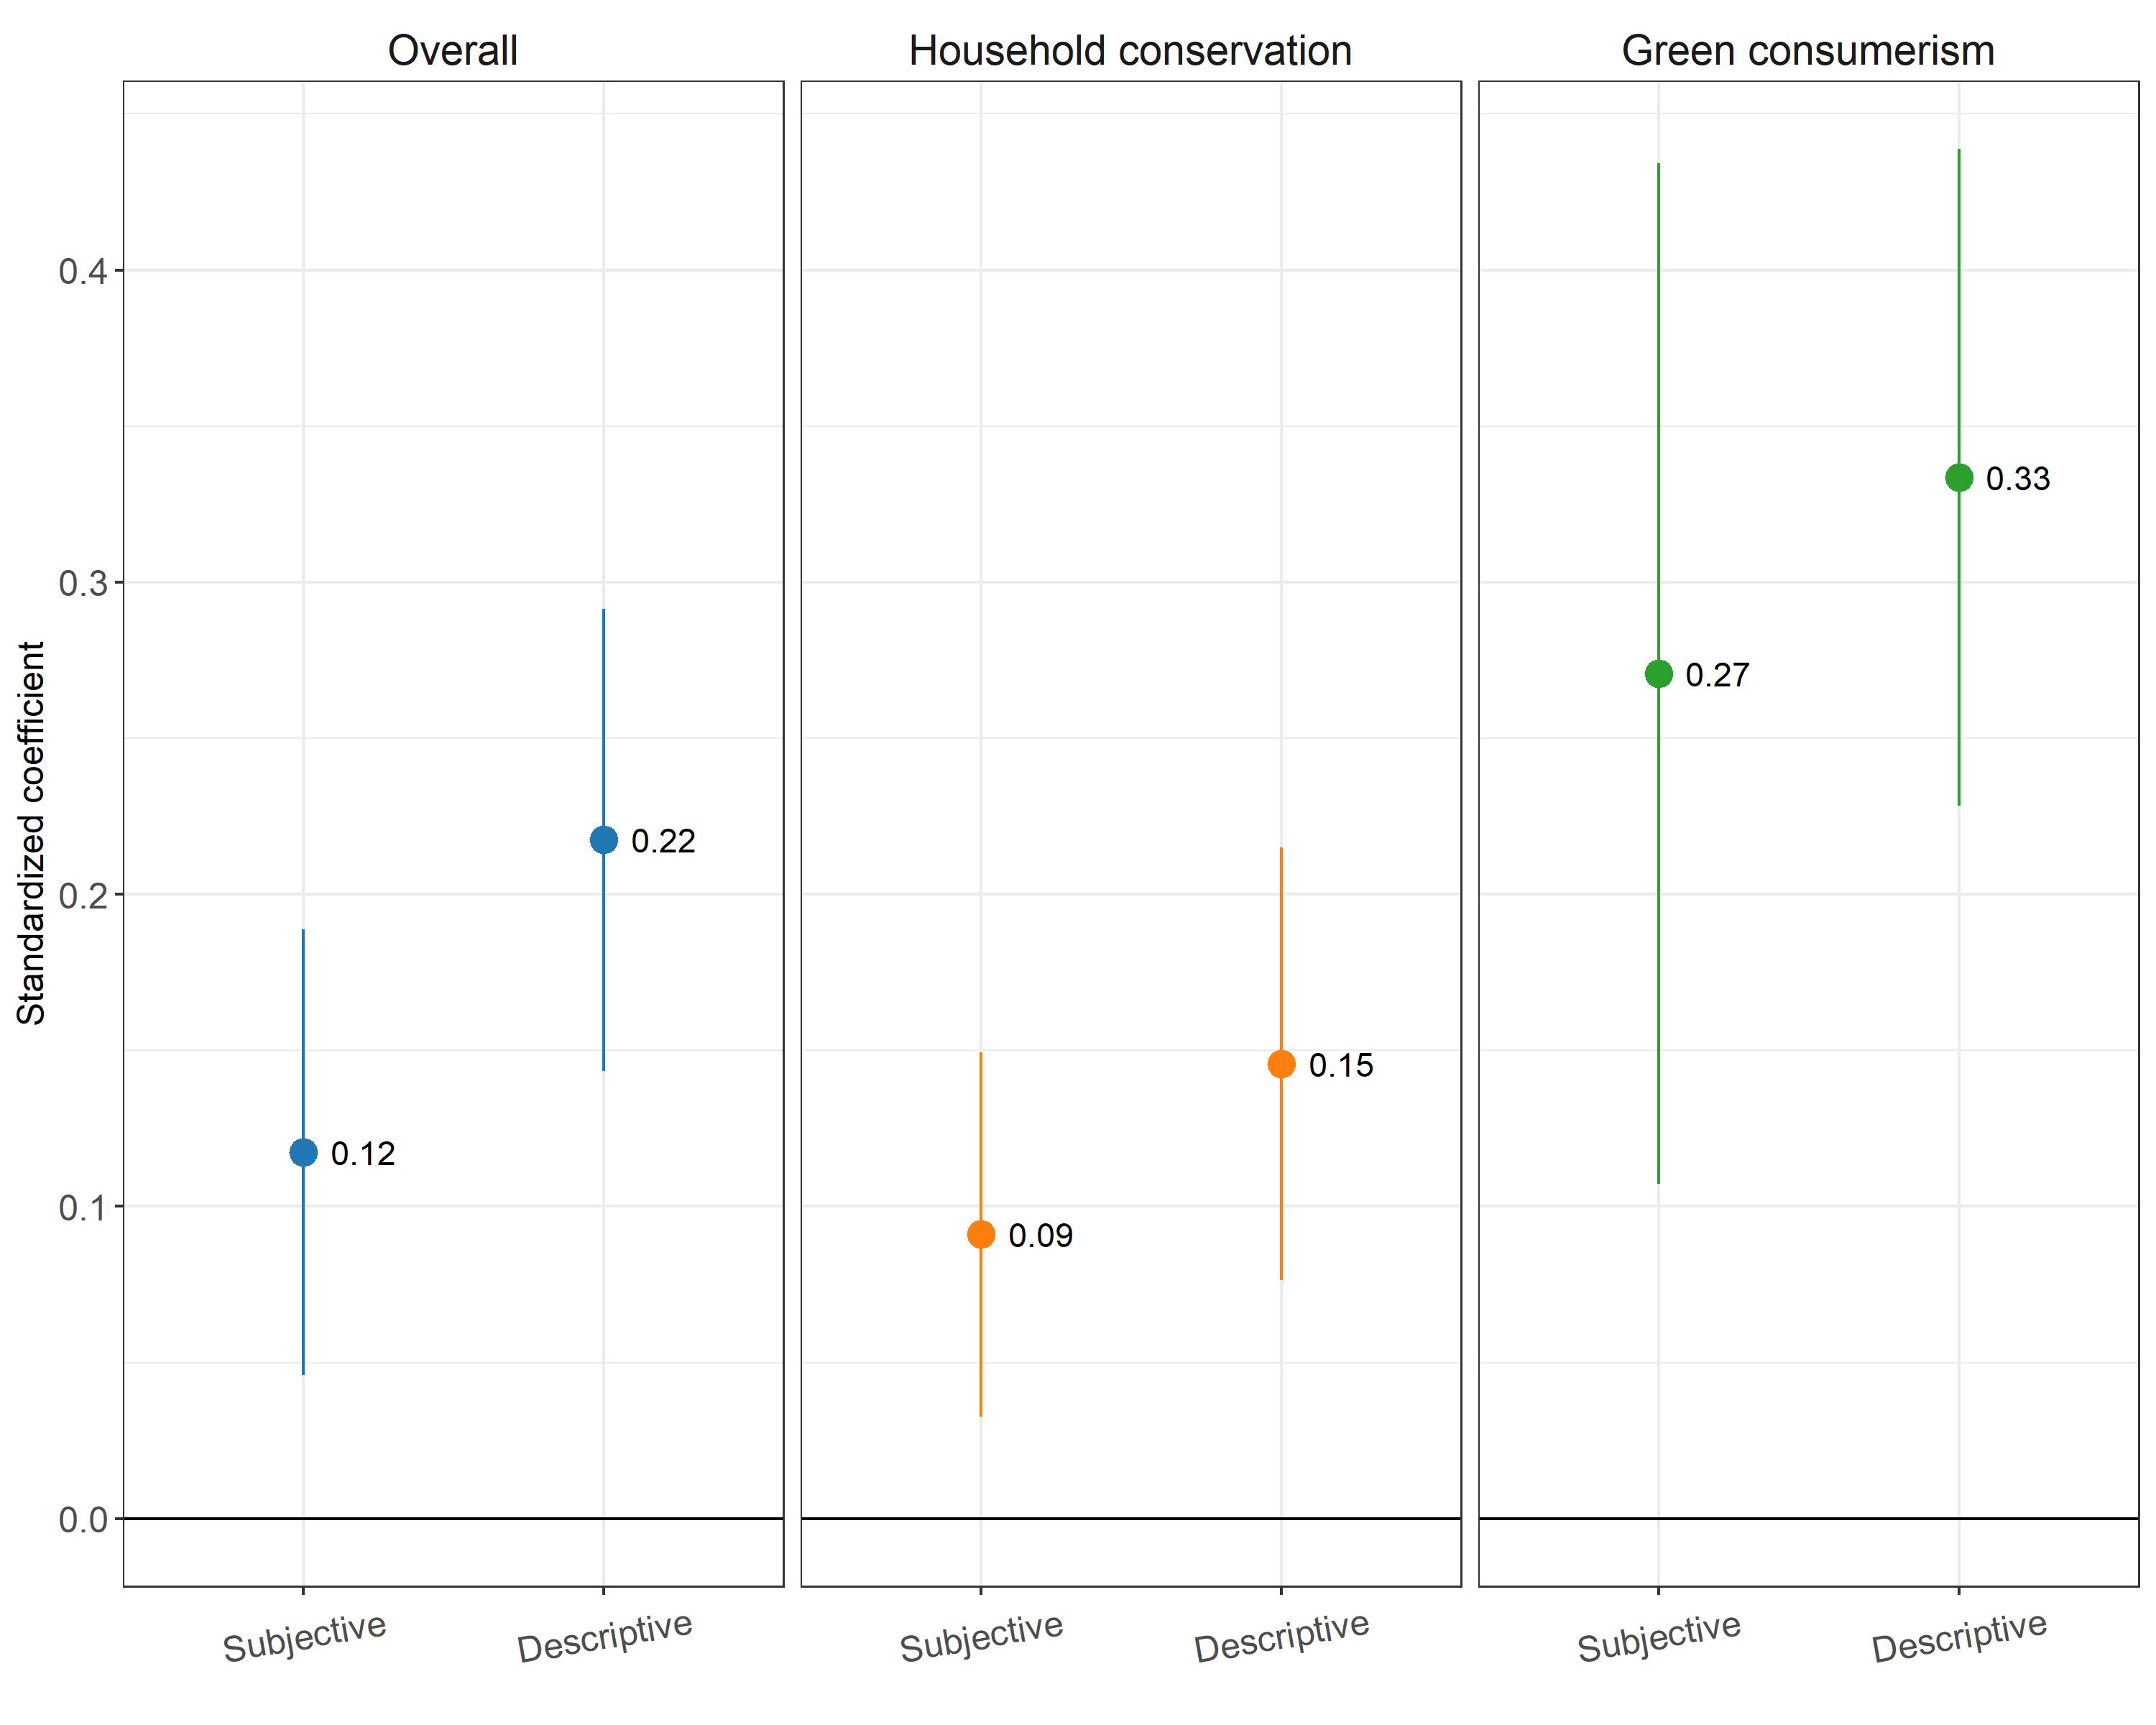 Overall
Household conservation
Green consumerism
Standardized coefficient
0.4
0.3
0.2
0.1
0.0
0.12
0.22
0.09
0.15
0.27
0.33
Subjective
Descriptive
Subjective
Descriptive
Subjective
Descriptive